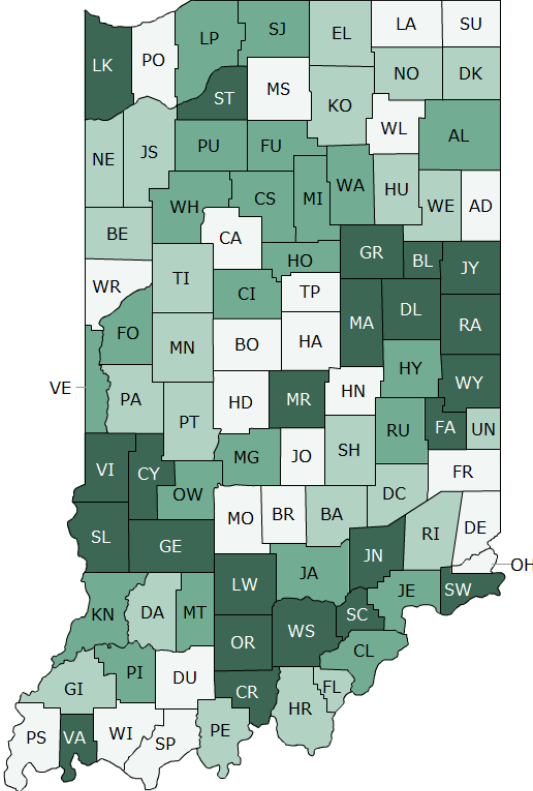 LA SU
LP SJ EL
LK PO
NO DK
ST MS
KO
WL AL
PU FU
NE JS
WA HU
WH CS MI WE AD
BE CA
GR BL JY
HO
WR TI
CI TP
MA DL RA
FO
MN BO HA
HY WY
VE PA HD MR HN
PT RU FA UN
MG JO SH
VI CY FR
OW DC
MO BR BA DE
SL RI
GE JN
LW JA OH
JE SW
KN DA MT SC
OR WS
CL
PI DU
GI CR FL
HR
PS VA WI SP PE